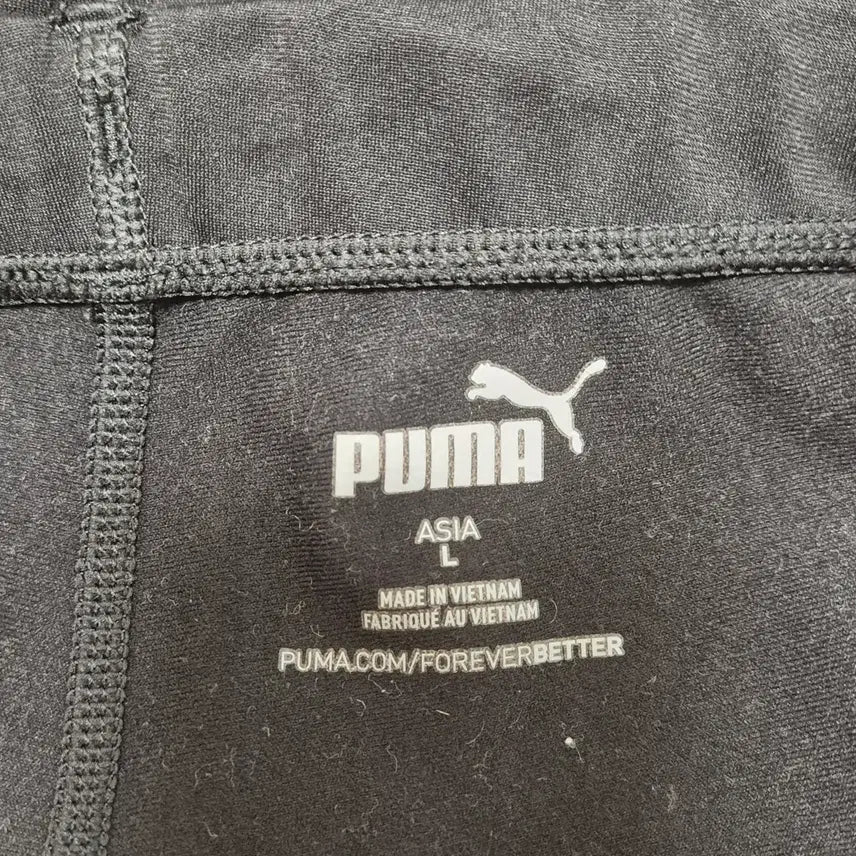 PUMA
ASIA
L
MADE IN VIETNAM
FABRIQUÉ AU VIETNAM
PUMA.COM/FOREVERBETTER